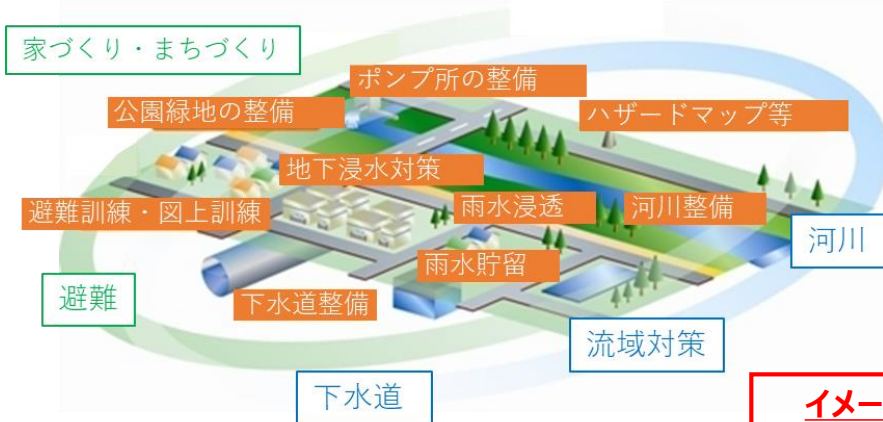 家づくり・まちづくり
ポンプ所の整備
公園緑地の整備
ハザードマップ等
地下浸水対策
避難訓練・図上訓練
雨水浸透
河川整備
河川
雨水貯留
避難
下水道整備
流域対策
下水道
イメー